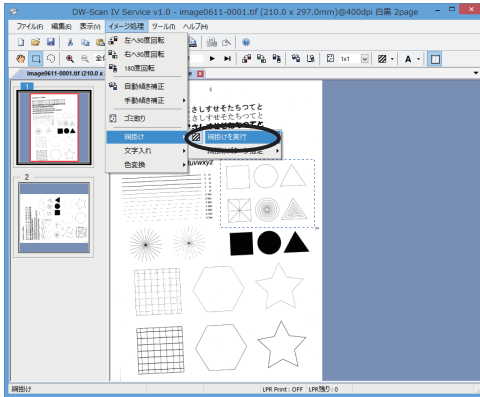 DW-Scan IV Service v1.0 - image0611-0001.tif (210.0 x 297.0mm)@400dpi 白黒 2page
ファイル(F) 編集(E) 表示(V) イメージ処理 ツール(T) ヘルプ(H)
左へ90度回転
右へ90度回転
180度回転
自動傾き補正
手動傾き補正
ゴミ取り
網掛け
文字入れ
色変換
網掛けを実行
1x1
A
image0611-0001.tif (210.0 x
1
2
さしすせそたちつてと
さしすせそたちつてと
uvwxyz
網掛け
LPR Print : OFF
LPR残り : 0